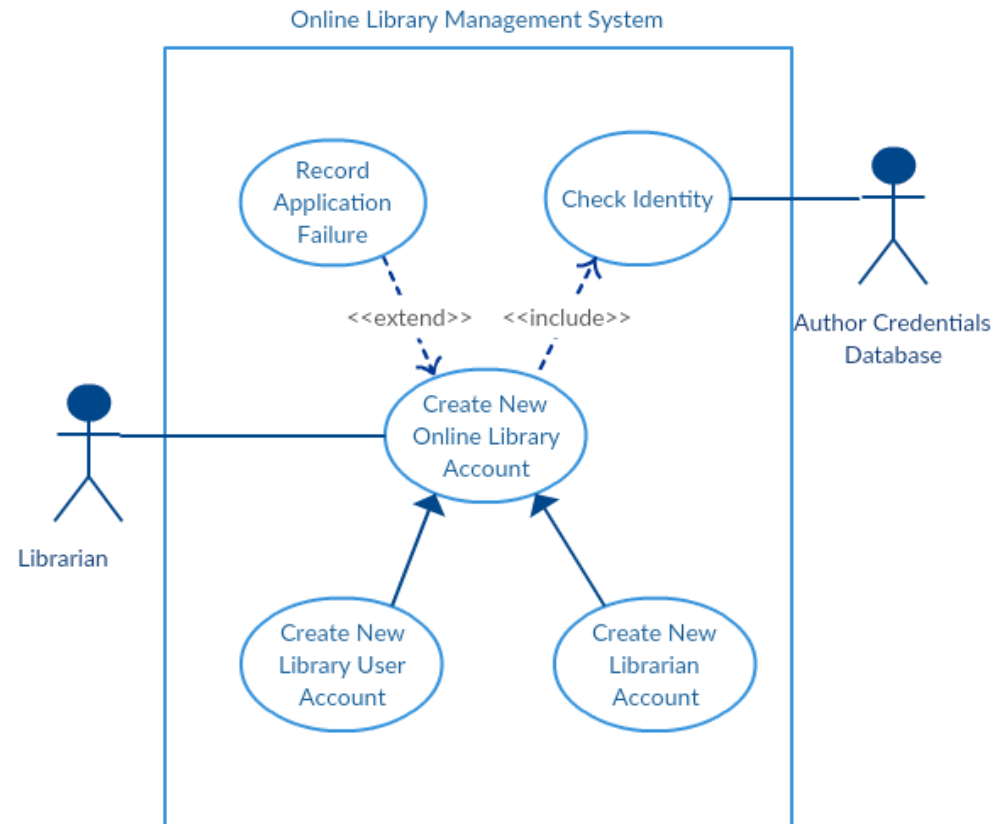 Online Library Management System
Record
Application
Failure
Check Identity
<<extend>>
<<include>>
Author Credentials
Database
Create New
Online Library
Account
Librarian
Create New
Library User
Account
Create New
Librarian
Account